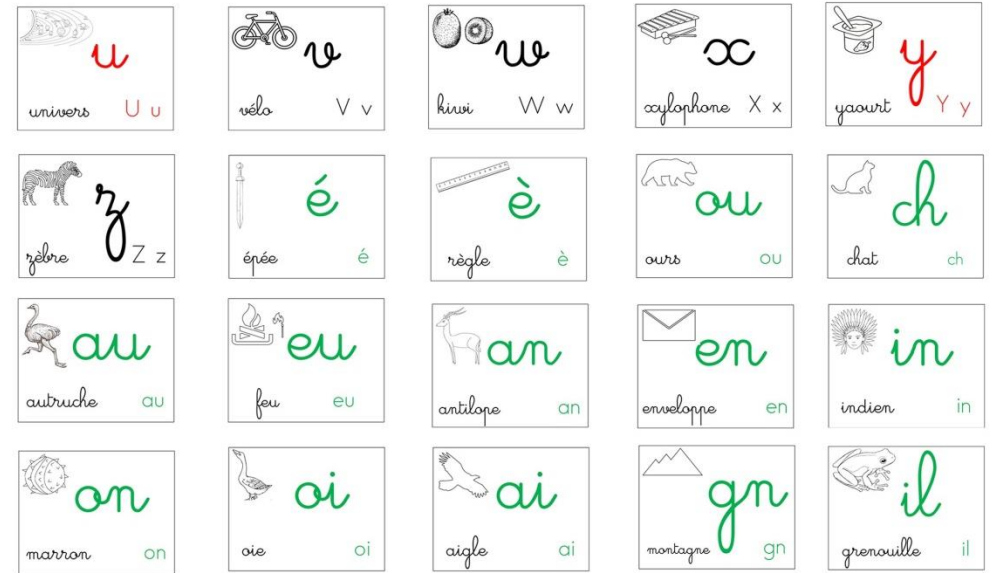 u
univers U u
v
vélo V v
w
kiwi W w
x
xylophone X x
y
yaourt Y y
z
zèbre Z z
é
épée é
è
règle è
ou
ours ou
ch
chat ch
au
autruche au
eu
feu eu
an
antilope an
en
enveloppe en
in
indien in
on
marron on
oi
oie oi
ai
aigle ai
gn
montagne gn
il
grenouille il